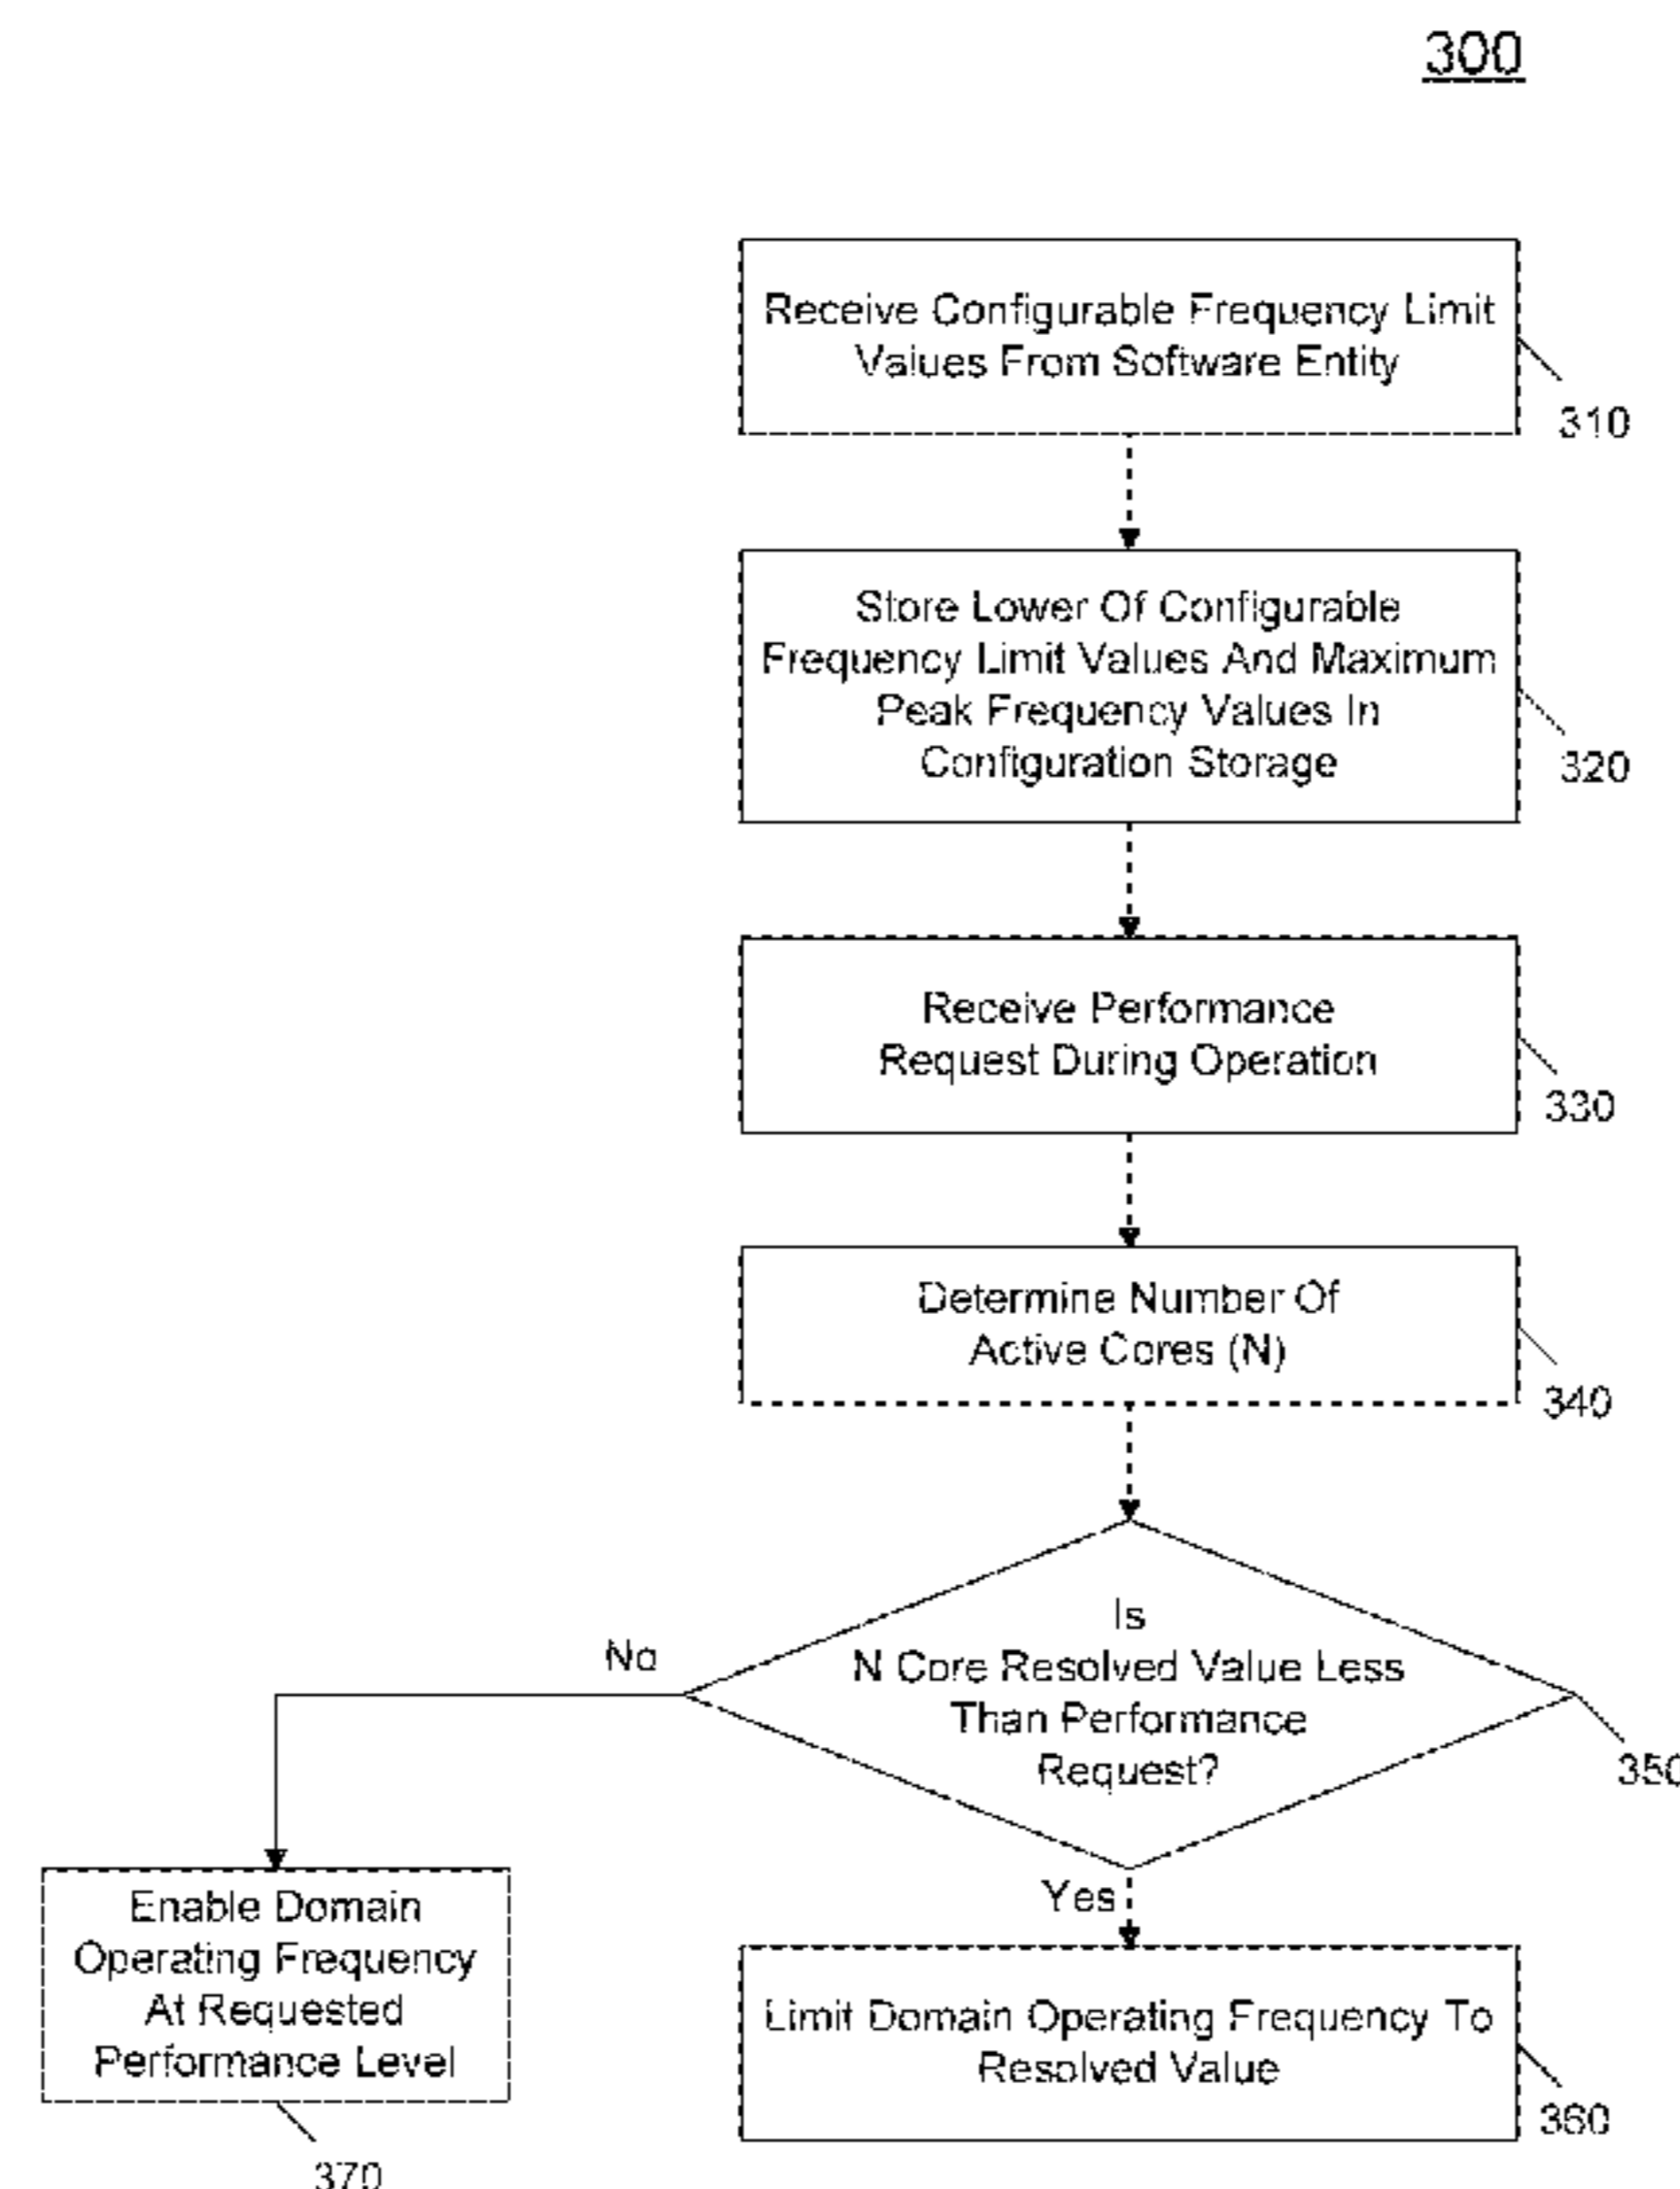 300
Receive Configurable Frequency Limit
Values From Software Entity
310
Store Lower Of Configurable
Frequency Limit Values And Maximum
Peak Frequency Values In
Configuration Storage
320
Receive Performance
Request During Operation
330
Determine Number Of
Active Cores (N)
340
Is
N Core Resolved Value Less
Than Performance
Request?
350
No
Yes
Enable Domain
Operating Frequency
At Requested
Performance Level
370
Limit Domain Operating Frequency To
Resolved Value
360